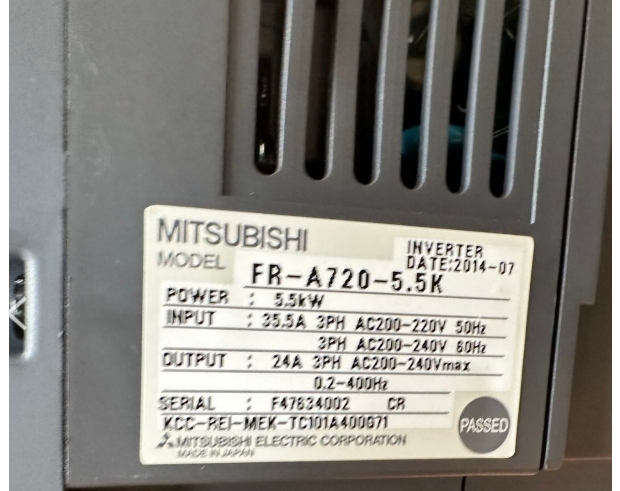 MITSUBISHI
INVERTER
MODEL FR-A720-5.5K DATE:2014-07
POWER : 5.5kW
INPUT : 35.5A 3PH AC200-220V 50Hz
3PH AC200-240V 60Hz
OUTPUT : 24A 3PH AC200-240Vmax
0.2-400Hz
SERIAL : F47634002 CR
KCC-REI-MEK-TC101A400G71
PASSED
MITSUBISHI ELECTRIC CORPORATION
MADE IN JAPAN